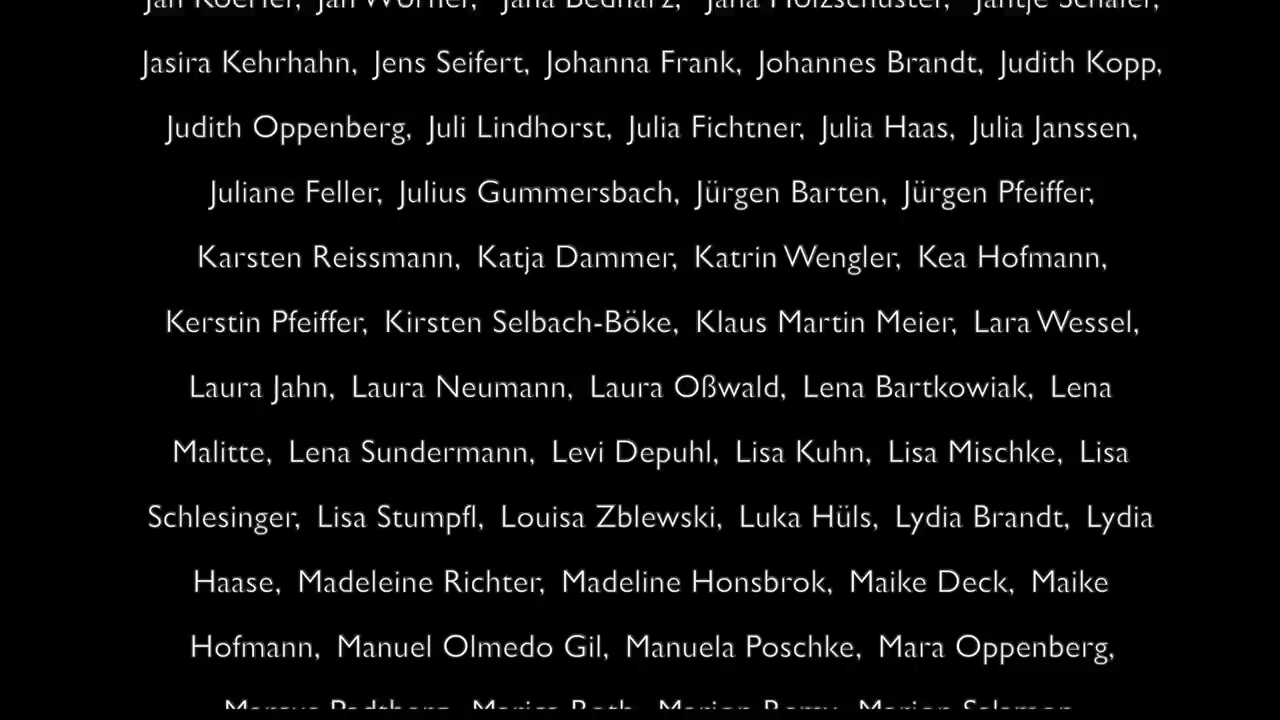 Jasira Kehrhahn, Jens Seifert, Johanna Frank, Johannes Brandt, Judith Kopp,
Judith Oppenberg, Juli Lindhorst, Julia Fichtner, Julia Haas, Julia Janssen,
Juliane Feller, Julius Gummersbach, Jürgen Barten, Jürgen Pfeiffer,
Karsten Reissmann, Katja Dammer, Katrin Wengler, Kea Hofmann,
Kerstin Pfeiffer, Kirsten Selbach-Böke, Klaus Martin Meier, Lara Wessel,
Laura Jahn, Laura Neumann, Laura Oßwald, Lena Bartkowiak, Lena
Malitte, Lena Sundermann, Levi Depuhl, Lisa Kuhn, Lisa Mischke, Lisa
Schlesinger, Lisa Stumpfl, Louisa Zblewski, Luka Hüls, Lydia Brandt, Lydia
Haase, Madeleine Richter, Madeline Honsbrok, Maike Deck, Maike
Hofmann, Manuel Olmedo Gil, Manuela Poschke, Mara Oppenberg,